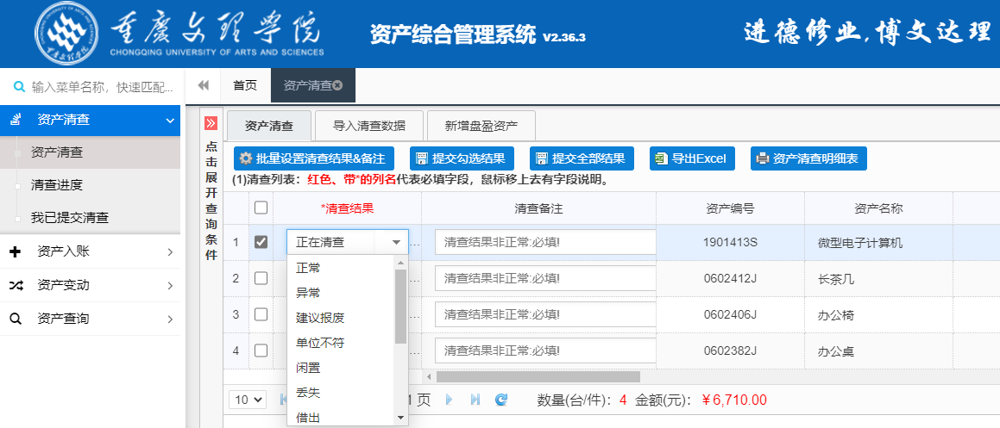 重庆文理学院
CHONGQING UNIVERSITY OF ARTS AND SCIENCES
资产综合管理系统 V2.36.3
进德修业,博文达理
输入菜单名称，快速匹配...
首页
资产清查
资产清查
资产清查
清查进度
我已提交清查
资产入账
资产变动
资产查询
点击展开查询条件
资产清查 导入清查数据 新增盘盈资产
批量设置清查结果&备注 提交勾选结果 提交全部结果 导出Excel 资产清查明细表
(1)清查列表：红色、带*的列名代表必填字段，鼠标移上去有字段说明。
*清查结果 清查备注 资产编号 资产名称
1 正在清查 ... 清查结果非正常:必填! 1901413S 微型电子计算机
2 ... 清查结果非正常:必填! 0602412J 长茶几
3 ... 清查结果非正常:必填! 0602406J 办公椅
4 ... 清查结果非正常:必填! 0602382J 办公桌
正常
异常
建议报废
单位不符
闲置
丢失
借出
10 1 页 数量(台/件)：4 金额(元)：￥6,710.00